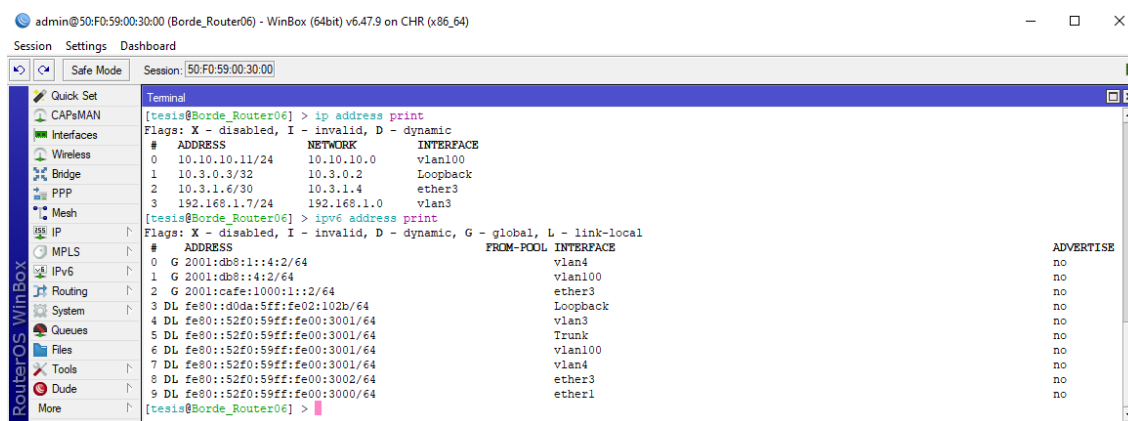 admin@50:F0:59:00:30:00 (Borde_Router06) - WinBox (64bit) v6.47.9 on CHR (x86_64)
Session Settings Dashboard
Safe Mode Session: 50:F0:59:00:30:00
Quick Set
CAPsMAN
Interfaces
Wireless
Bridge
PPP
Mesh
IP
MPLS
IPv6
Routing
System
Queues
Files
Tools
Dude
More
RouterOS WinBox
Terminal
[tesis@Borde_Router06] > ip address print
Flags: X - disabled, I - invalid, D - dynamic
# ADDRESS NETWORK INTERFACE
0 10.10.10.11/24 10.10.10.0 vlan100
1 10.3.0.3/32 10.3.0.2 Loopback
2 10.3.1.6/30 10.3.1.4 ether3
3 192.168.1.7/24 192.168.1.0 vlan3
[tesis@Borde_Router06] > ipv6 address print
Flags: X - disabled, I - invalid, D - dynamic, G - global, L - link-local
# ADDRESS FROM-POOL INTERFACE ADVERTISE
0 G 2001:db8:1::4:2/64 vlan4 no
1 G 2001:db8::4:2/64 vlan100 no
2 G 2001:cafe:1000:1::2/64 ether3 no
3 DL fe80::d0da:5ff:fe02:102b/64 Loopback no
4 DL fe80::52f0:59ff:fe00:3001/64 vlan3 no
5 DL fe80::52f0:59ff:fe00:3001/64 Trunk no
6 DL fe80::52f0:59ff:fe00:3001/64 vlan100 no
7 DL fe80::52f0:59ff:fe00:3001/64 vlan4 no
8 DL fe80::52f0:59ff:fe00:3002/64 ether3 no
9 DL fe80::52f0:59ff:fe00:3000/64 ether1 no
[tesis@Borde_Router06] >